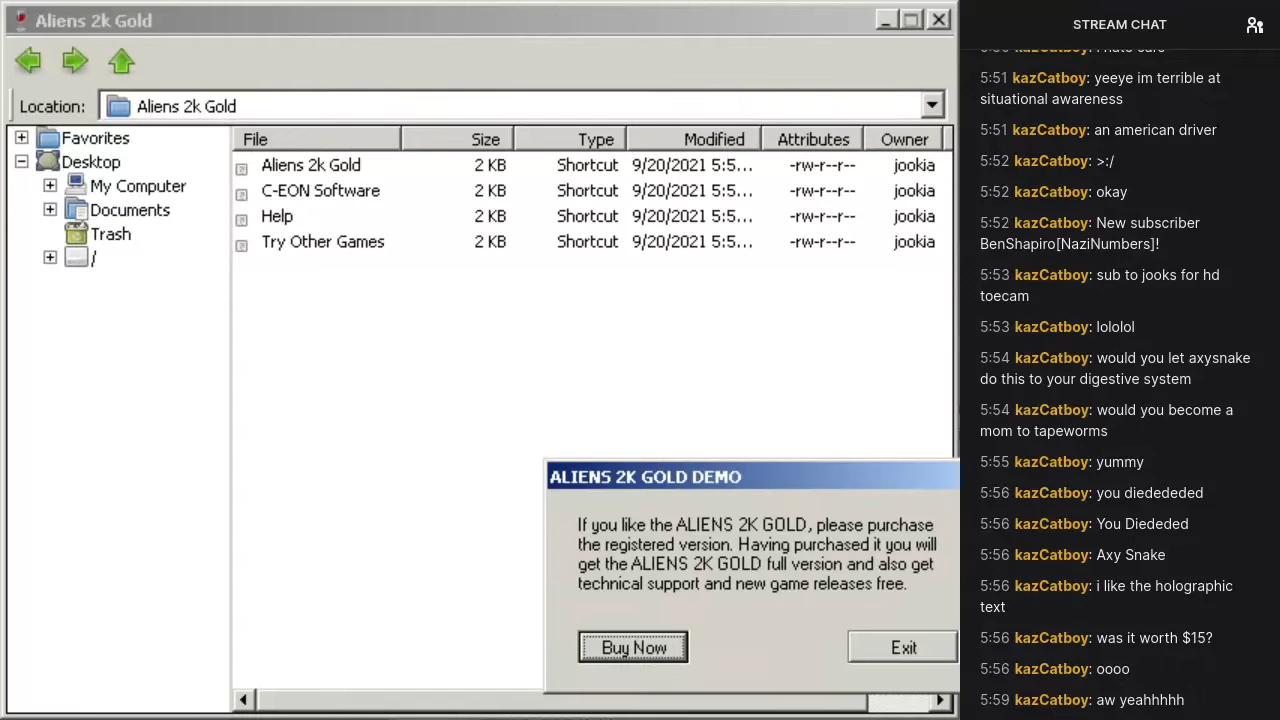 Aliens 2k Gold
Location: Aliens 2k Gold
Favorites
Desktop
My Computer
Documents
Trash
/
File Size Type Modified Attributes Owner
Aliens 2k Gold 2 KB Shortcut 9/20/2021 5:5... -rw-r--r-- jookia
C-EON Software 2 KB Shortcut 9/20/2021 5:5... -rw-r--r-- jookia
Help 2 KB Shortcut 9/20/2021 5:5... -rw-r--r-- jookia
Try Other Games 2 KB Shortcut 9/20/2021 5:5... -rw-r--r-- jookia
ALIENS 2K GOLD DEMO
If you like the ALIENS 2K GOLD, please purchase
the registered version. Having purchased it you will
get the ALIENS 2K GOLD full version and also get
technical support and new game releases free.
Buy Now
Exit
STREAM CHAT
5:51 kazCatboy: yeeye im terrible at
situational awareness
5:51 kazCatboy: an american driver
5:52 kazCatboy: >:/
5:52 kazCatboy: okay
5:52 kazCatboy: New subscriber
BenShapiro[NaziNumbers]!
5:53 kazCatboy: sub to jooks for hd
toecam
5:53 kazCatboy: lololol
5:54 kazCatboy: would you let axysnake
do this to your digestive system
5:54 kazCatboy: would you become a
mom to tapeworms
5:55 kazCatboy: yummy
5:56 kazCatboy: you diedededed
5:56 kazCatboy: You Diededed
5:56 kazCatboy: Axy Snake
5:56 kazCatboy: i like the holographic
text
5:56 kazCatboy: was it worth $15?
5:56 kazCatboy: oooo
5:59 kazCatboy: aw yeahhhhh